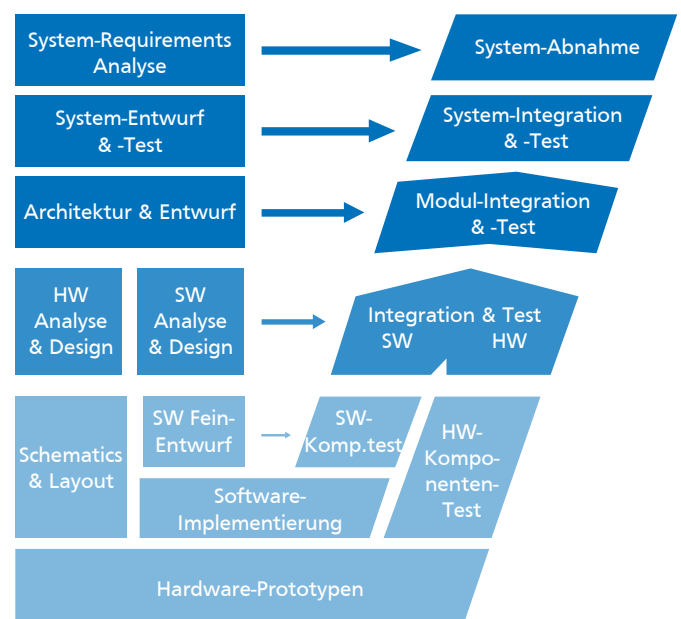 System-Requirements
Analyse
System-Abnahme
System-Entwurf
& -Test
System-Integration
& -Test
Architektur & Entwurf
Modul-Integration
& -Test
HW
Analyse
& Design
SW
Analyse
& Design
Integration & Test
SW HW
Schematics
& Layout
SW Fein-
Entwurf
SW-
Komp.test
HW-
Kompo-
nenten-
Test
Software-
Implementierung
Hardware-Prototypen